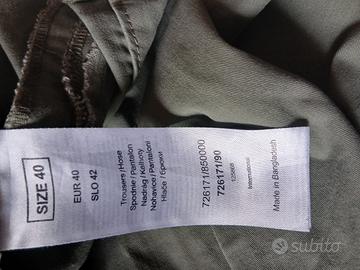 SIZE 40
EUR 40
SLO 42
Trousers / Hose
Spodnie / Pantalon
Nadrág / Kalhoty
Nohavice / Pantaloni
Hlače / Брюки
726171/850000
726171/90
International
Made in Bangladesh
subito